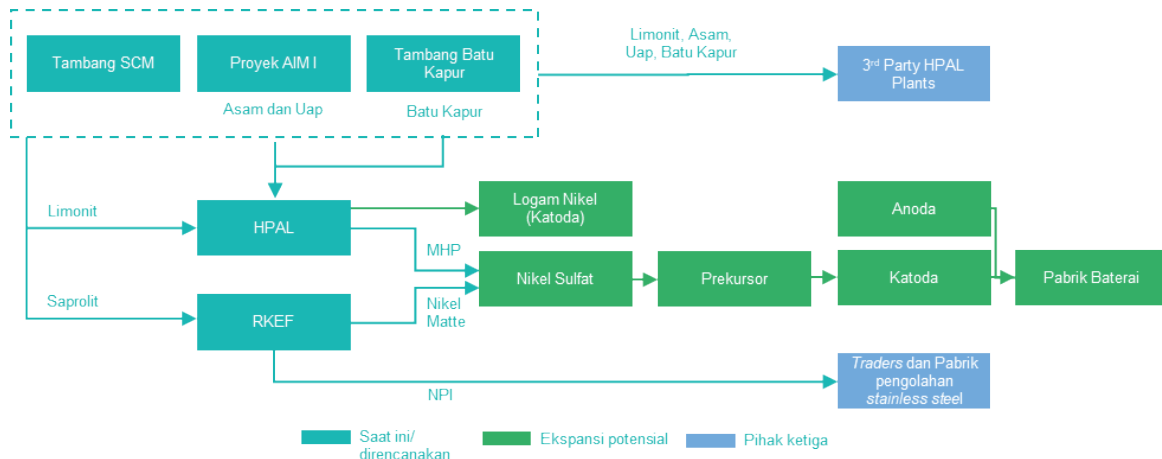 Tambang SCM
Proyek AIM I
Tambang Batu
Kapur
Asam dan Uap
Batu Kapur
Limonit, Asam,
Uap, Batu Kapur
3rd Party HPAL
Plants
Limonit
HPAL
Logam Nikel
(Katoda)
Anoda
MHP
Nikel Sulfat
Prekursor
Katoda
Pabrik Baterai
Saprolit
RKEF
Nikel
Matte
NPI
Traders dan Pabrik
pengolahan
stainless steel
Saat ini/
direncanakan
Ekspansi potensial
Pihak ketiga